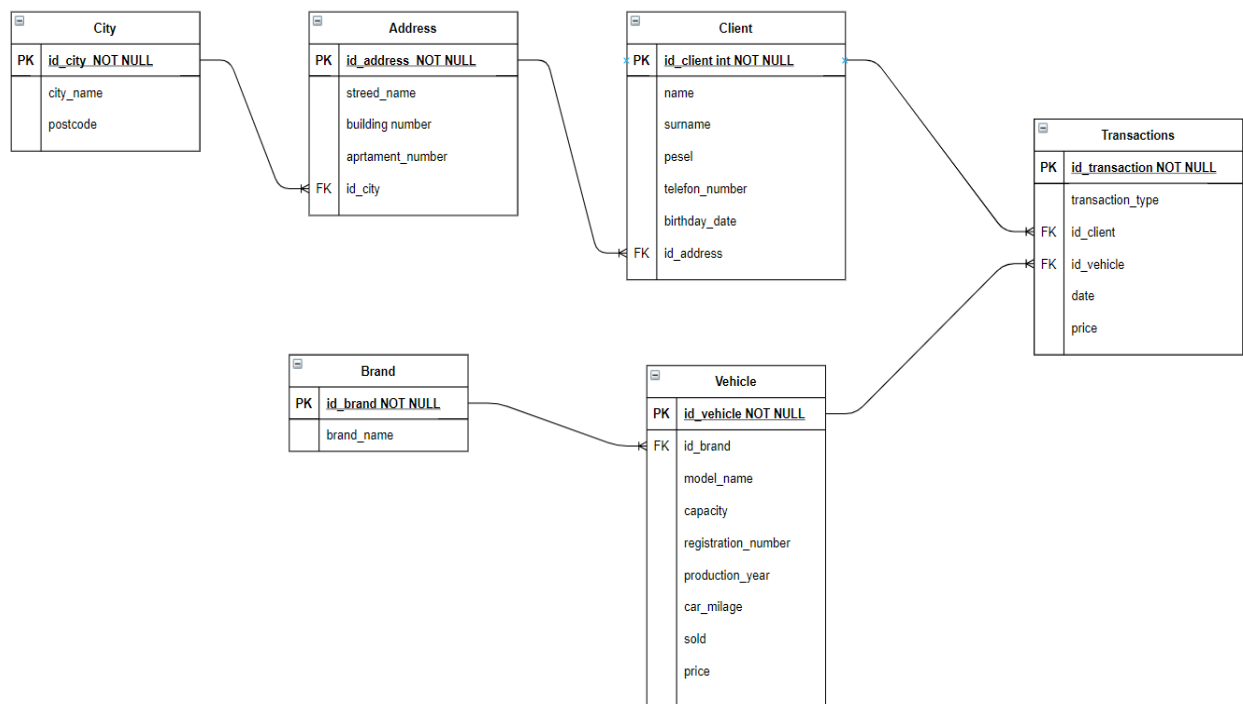 City
PK id_city NOT NULL
city_name
postcode
Address
PK id_address NOT NULL
streed_name
building number
aprtament_number
FK id_city
Client
PK id_client int NOT NULL
name
surname
pesel
telefon_number
birthday_date
FK id_address
Transactions
PK id_transaction NOT NULL
transaction_type
FK id_client
FK id_vehicle
date
price
Brand
PK id_brand NOT NULL
brand_name
Vehicle
PK id_vehicle NOT NULL
FK id_brand
model_name
capacity
registration_number
production_year
car_milage
sold
price